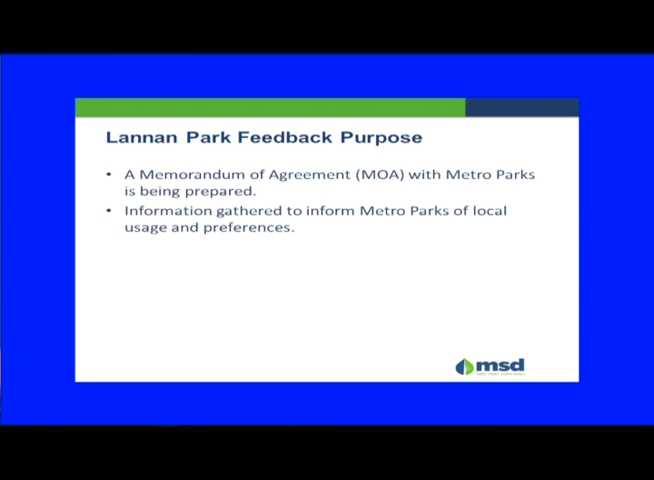 Lannan Park Feedback Purpose
• A Memorandum of Agreement (MOA) with Metro Parks
is being prepared.
• Information gathered to inform Metro Parks of local
usage and preferences.
msd